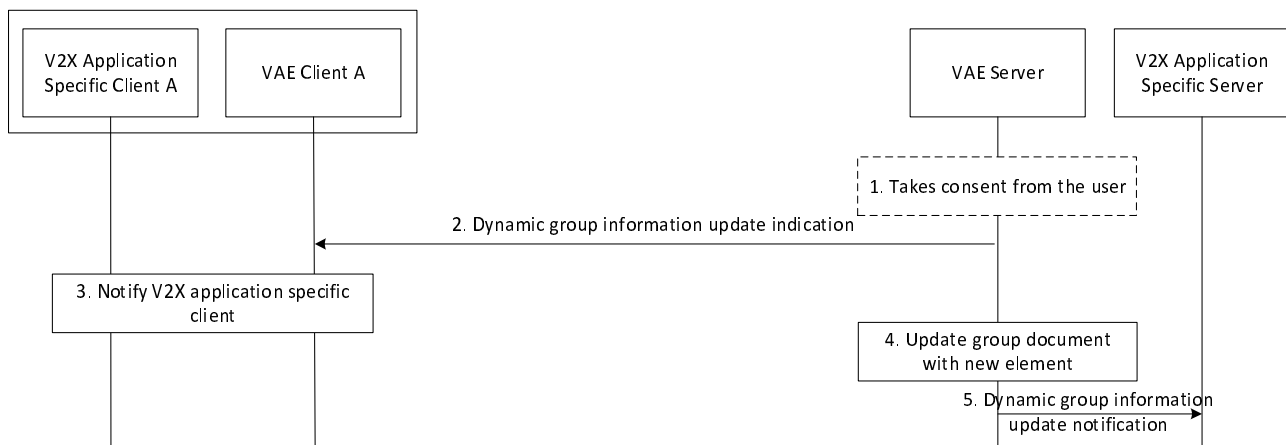 V2X Application
Specific Client A
VAE Client A
VAE Server
V2X Application
Specific Server
1. Takes consent from the user
2. Dynamic group information update indication
3. Notify V2X application specific
client
4. Update group document
with new element
5. Dynamic group information
update notification